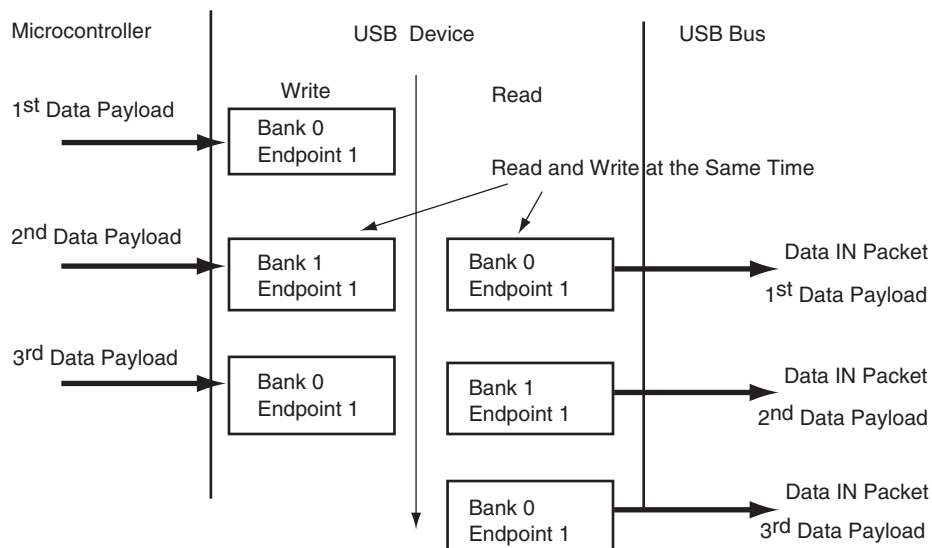 Microcontroller
USB Device
USB Bus
Write
Read
1st Data Payload
Bank 0
Endpoint 1
Read and Write at the Same Time
2nd Data Payload
Bank 1
Endpoint 1
Bank 0
Endpoint 1
Data IN Packet
1st Data Payload
3rd Data Payload
Bank 0
Endpoint 1
Bank 1
Endpoint 1
Data IN Packet
2nd Data Payload
Bank 0
Endpoint 1
Data IN Packet
3rd Data Payload